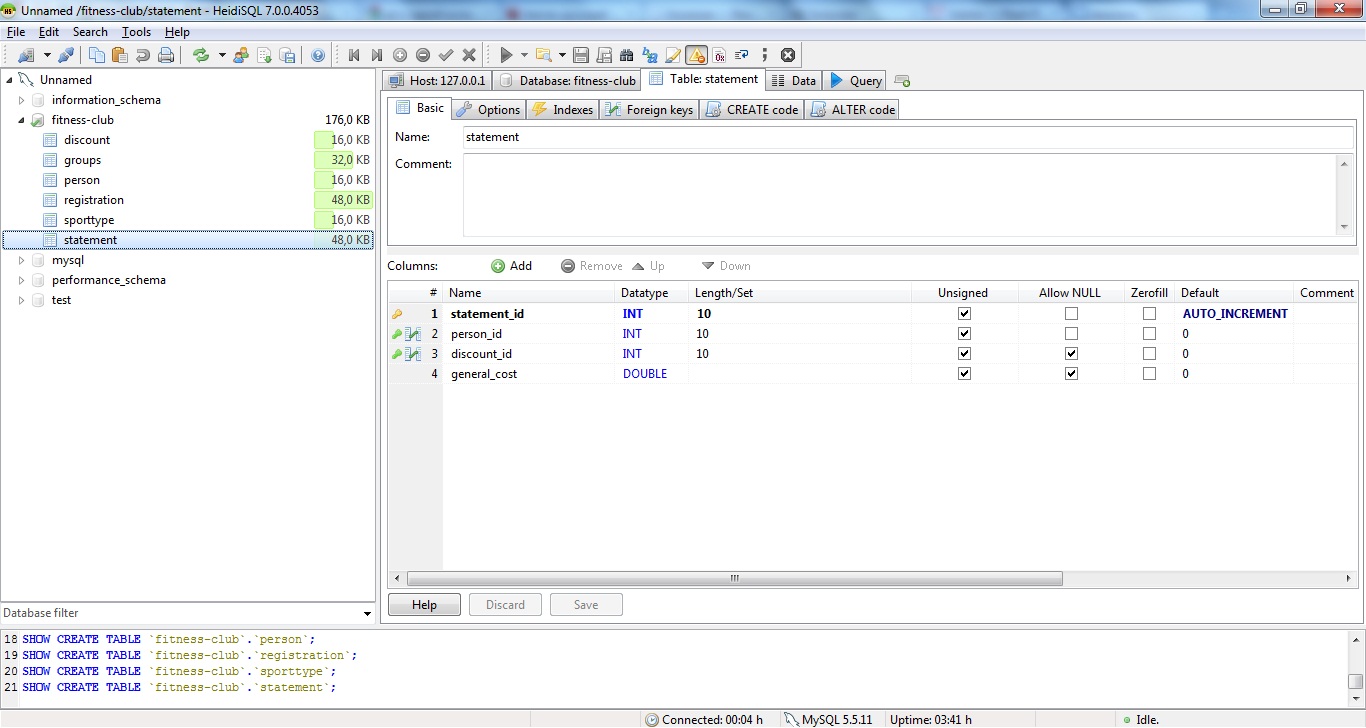 Unnamed /fitness-club/statement - HeidiSQL 7.0.0.4053
File Edit Search Tools Help
Unnamed
information_schema
fitness-club 176,0 KB
discount 16,0 KB
groups 32,0 KB
person 16,0 KB
registration 48,0 KB
sporttype 16,0 KB
statement 48,0 KB
mysql
performance_schema
test
Database filter
Host: 127.0.0.1 Database: fitness-club Table: statement Data Query
Basic Options Indexes Foreign keys CREATE code ALTER code
Name: statement
Comment:
Columns: Add Remove Up Down
# Name Datatype Length/Set Unsigned Allow NULL Zerofill Default Comment
1 statement_id INT 10 AUTO_INCREMENT
2 person_id INT 10 0
3 discount_id INT 10 0
4 general_cost DOUBLE 0
Help Discard Save
18 SHOW CREATE TABLE `fitness-club`.`person`;
19 SHOW CREATE TABLE `fitness-club`.`registration`;
20 SHOW CREATE TABLE `fitness-club`.`sporttype`;
21 SHOW CREATE TABLE `fitness-club`.`statement`;
Connected: 00:04 h MySQL 5.5.11 Uptime: 03:41 h Idle.